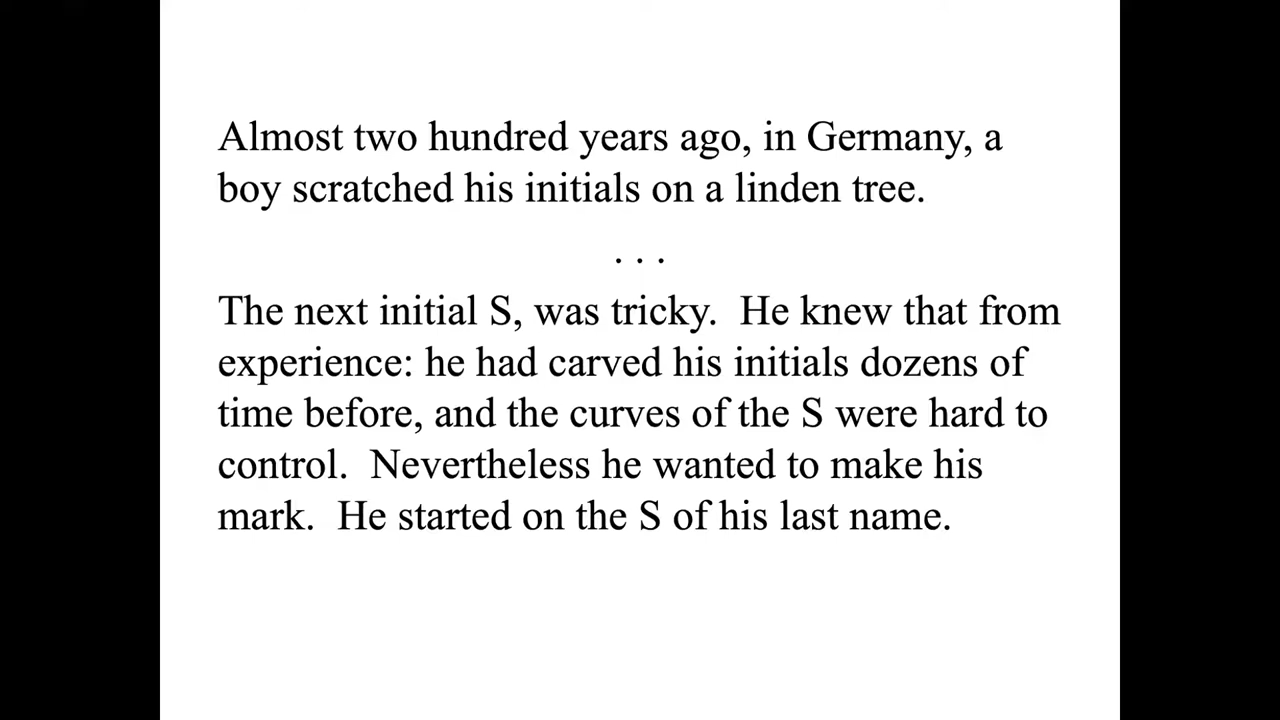 Almost two hundred years ago, in Germany, a
boy scratched his initials on a linden tree.
. . .
The next initial S, was tricky.  He knew that from
experience: he had carved his initials dozens of
time before, and the curves of the S were hard to
control.  Nevertheless he wanted to make his
mark.  He started on the S of his last name.